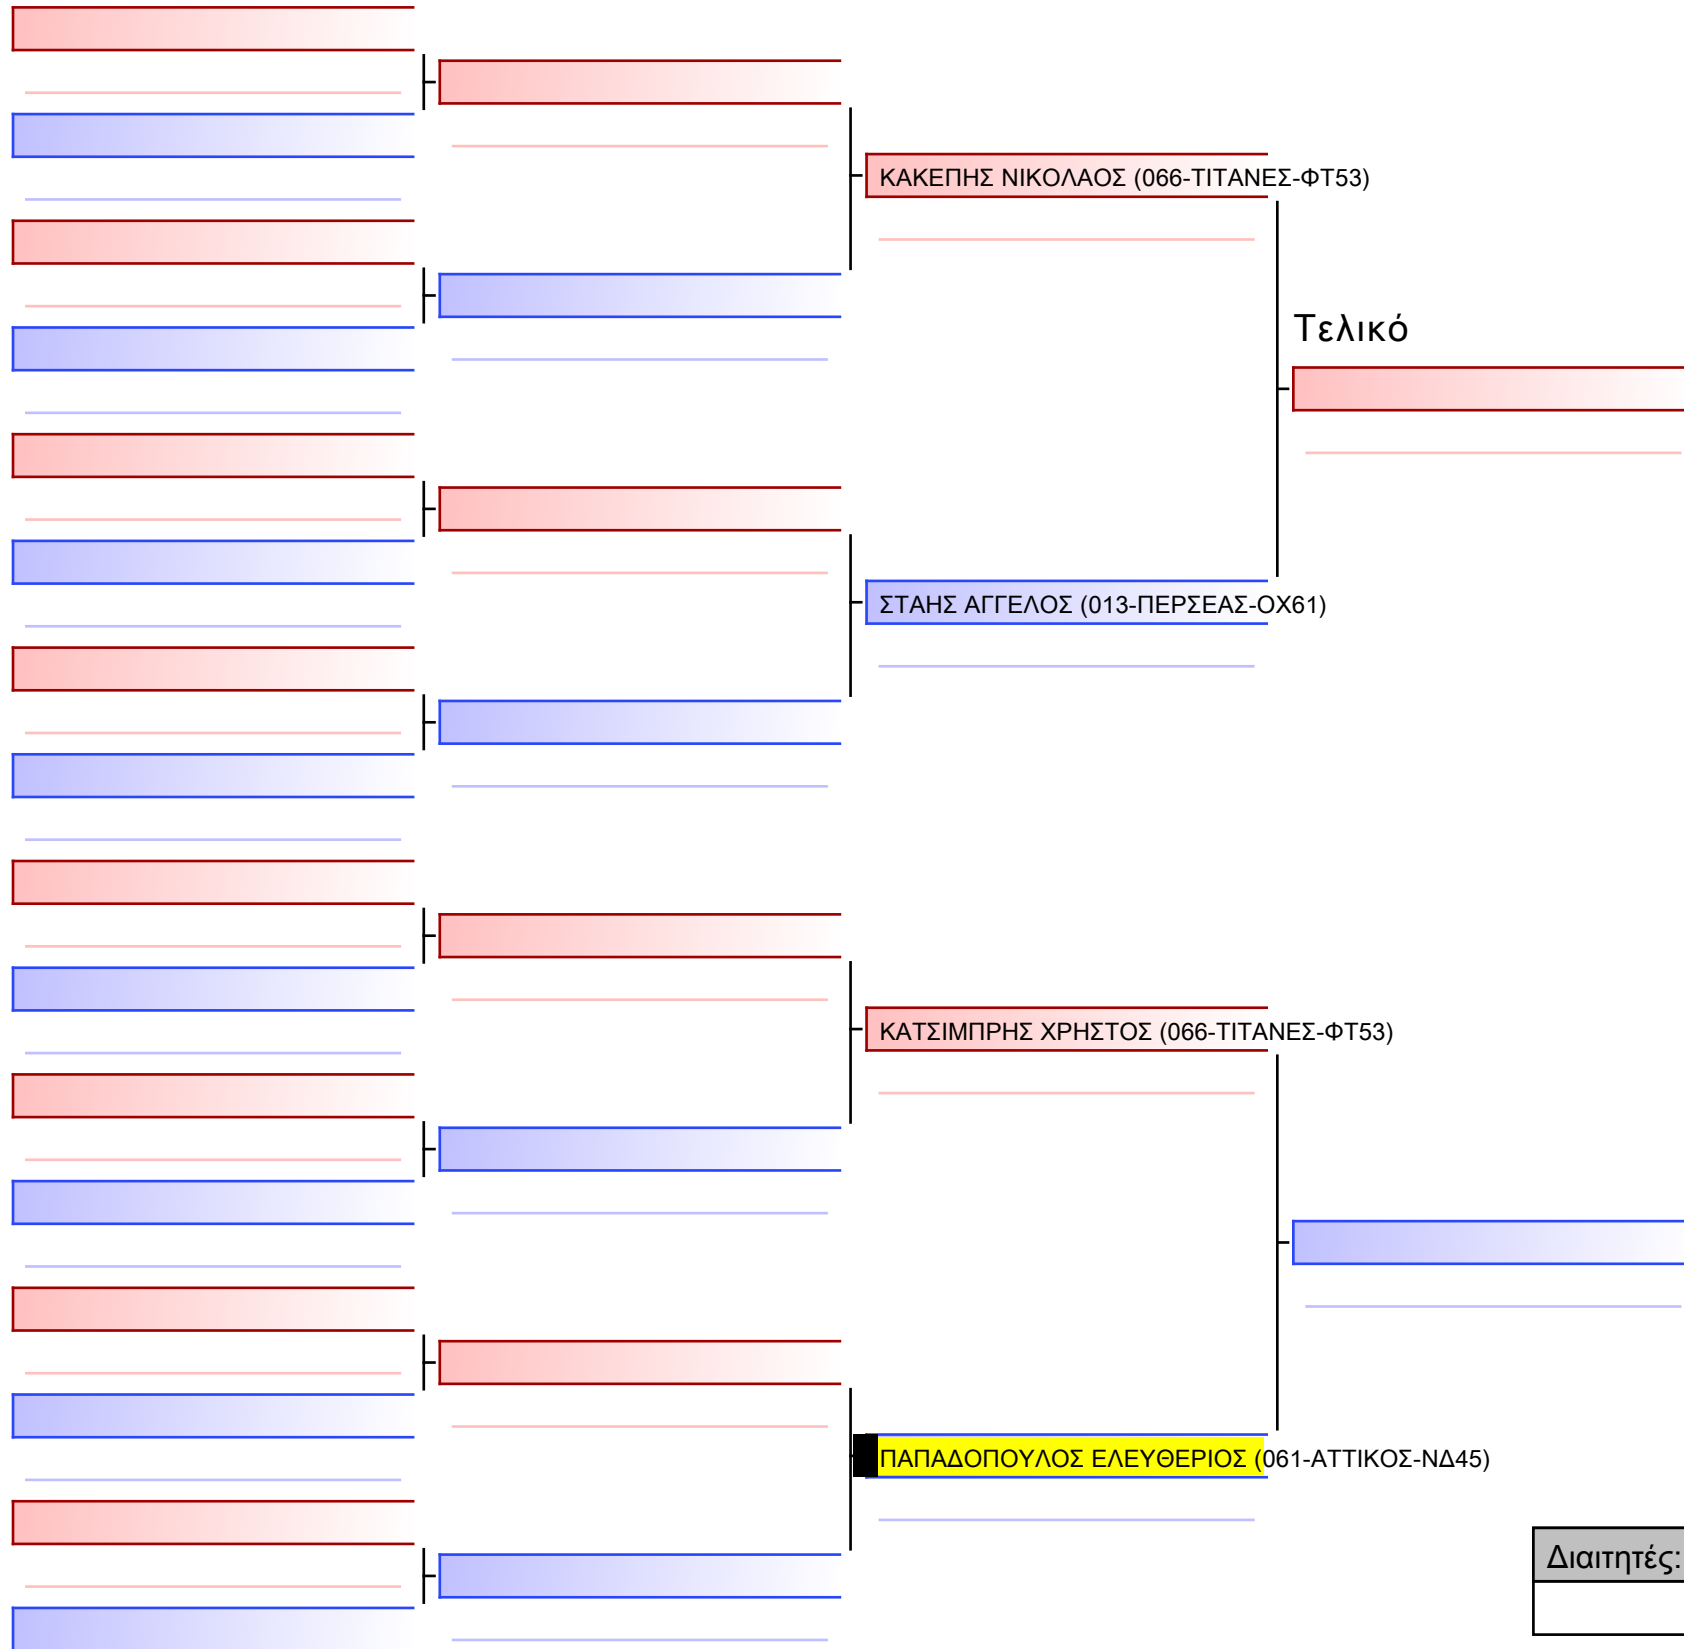 ΚΑΚΕΠΗΣ ΝΙΚΟΛΑΟΣ (066-ΤΙΤΑΝΕΣ-ΦΤ53)
Τελικό
ΣΤΑΗΣ ΑΓΓΕΛΟΣ (013-ΠΕΡΣΕΑΣ-ΟΧ61)
ΚΑΤΣΙΜΠΡΗΣ ΧΡΗΣΤΟΣ (066-ΤΙΤΑΝΕΣ-ΦΤ53)
ΠΑΠΑΔΟΠΟΥΛΟΣ ΕΛΕΥΘΕΡΙΟΣ (061-ΑΤΤΙΚΟΣ-ΝΔ45)
Διαιτητές: